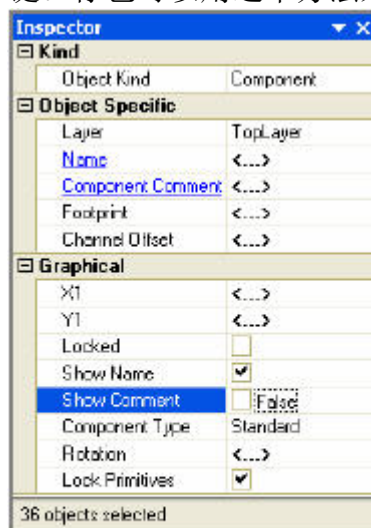 Inspector
Kind
Object Kind Component
Object Specific
Layer TopLayer
Name <...>
Component Comment <...>
Footprint <...>
Channel Offset <...>
Graphical
X1 <...>
Y1 <...>
Locked
Show Name
Show Comment False
Component Type Standard
Rotation <...>
Lock Primitives
36 objects selected